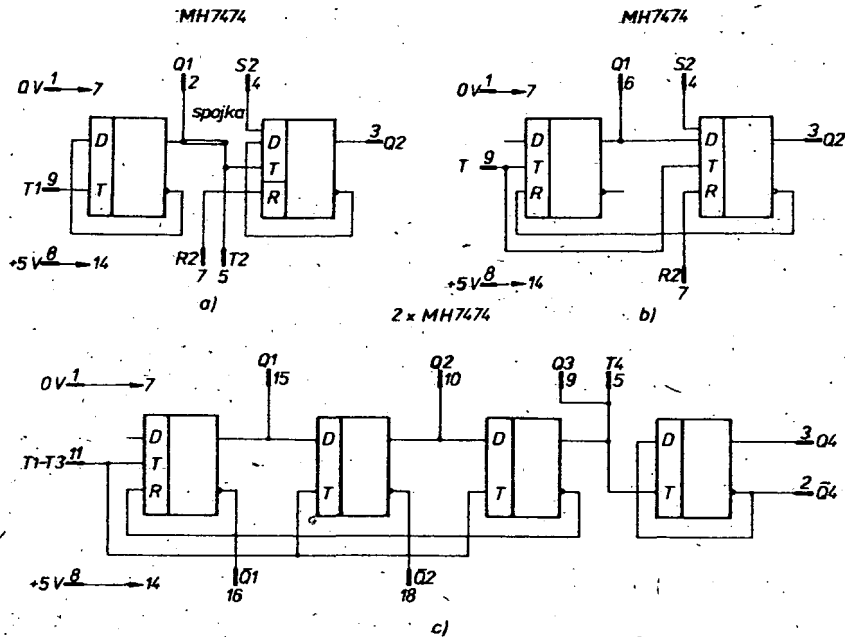 MH7474
Q1
2
S2
4
0V 1 7
spojka
D
T
T1 9
D
T
R
3 Q2
+5V 8 14
R2
7
T2
5
a)
MH7474
Q1
6
S2
4
0V 1 7
D
T
R
T 9
D
T
R
3 Q2
+5V 8 14
R2
7
b)
2 x MH7474
Q1
15
Q2
10
Q3
9
T4
5
0V 1 7
D
T
R
T1-T3 11
D
T
D
T
D
T
3 Q4
2 Q̄4
+5V 8 14
Q̄1
16
Q̄2
18
c)